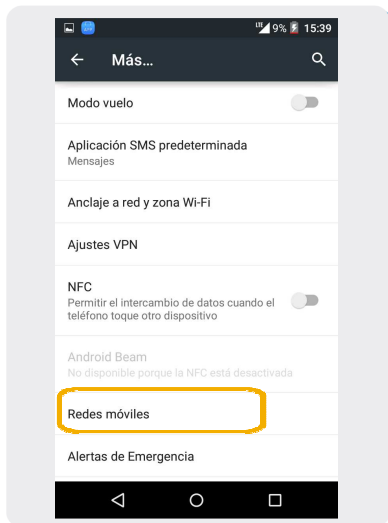 LTE 9% 15:39
Más...
Modo vuelo
Aplicación SMS predeterminada
Mensajes
Anclaje a red y zona Wi-Fi
Ajustes VPN
NFC
Permitir el intercambio de datos cuando el
teléfono toque otro dispositivo
Android Beam
No disponible porque la NFC está desactivada
Redes móviles
Alertas de Emergencia